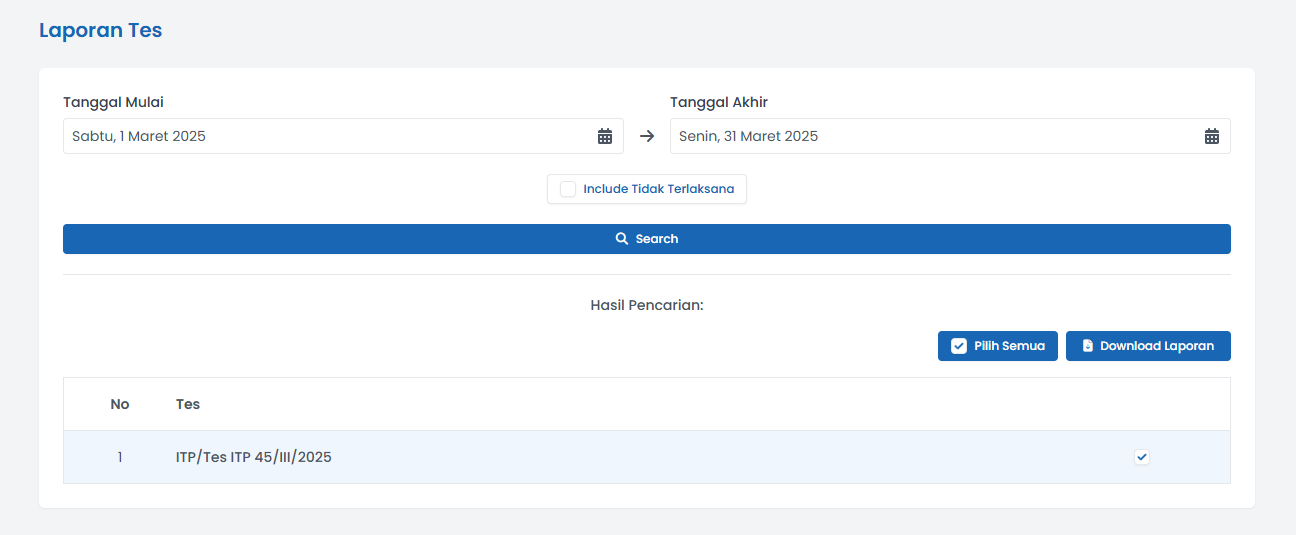 Laporan Tes
Tanggal Mulai
Tanggal Akhir
Sabtu, 1 Maret 2025
Senin, 31 Maret 2025
Include Tidak Terlaksana
Search
Hasil Pencarian:
Pilih Semua
Download Laporan
No Tes
1 ITP/Tes ITP 45/III/2025